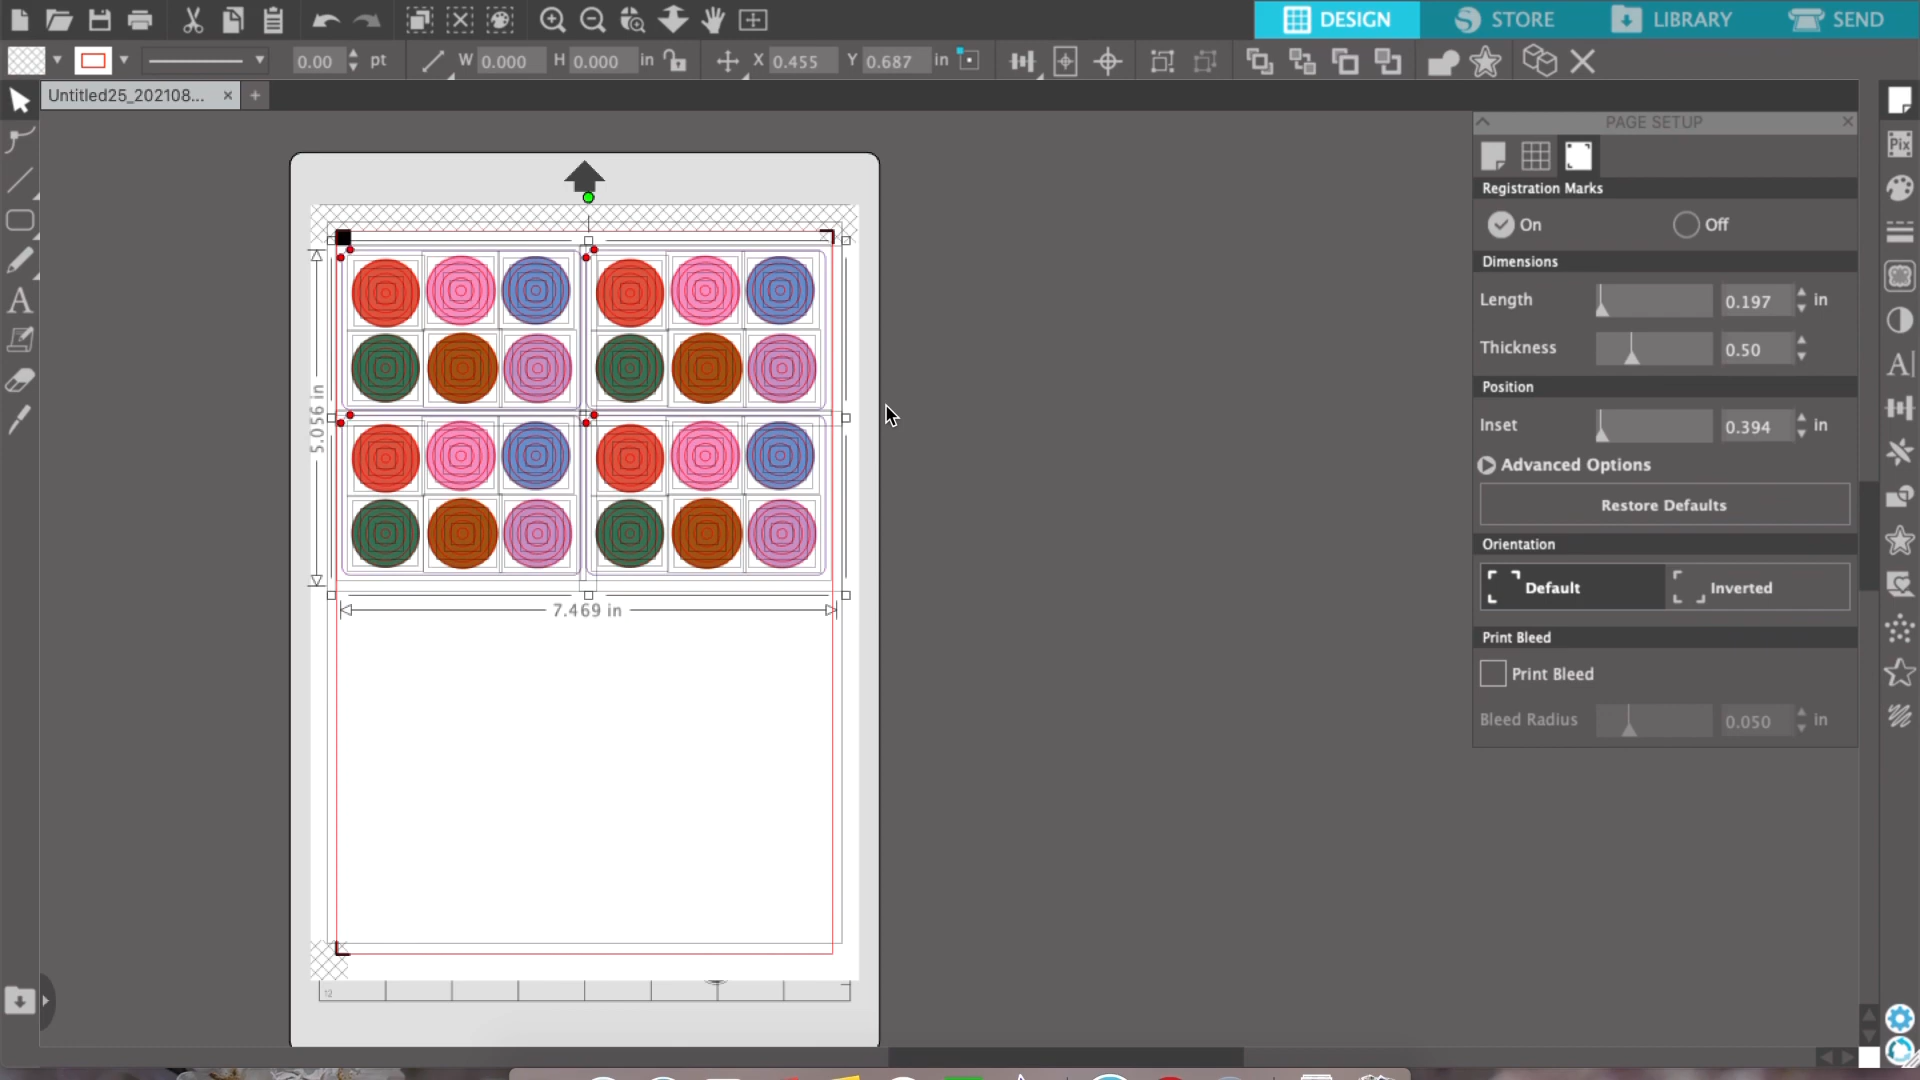 DESIGN
STORE
LIBRARY
SEND
0.00 pt
W 0.000 H 0.000 in
X 0.455 Y 0.687 in
Untitled25_202108... × +
PAGE SETUP
Registration Marks
On Off
Dimensions
Length 0.197 in
Thickness 0.50
Position
Inset 0.394 in
Advanced Options
Restore Defaults
Orientation
Default Inverted
Print Bleed
Print Bleed
Bleed Radius 0.050 in
Pix
5.056 in
7.469 in
12